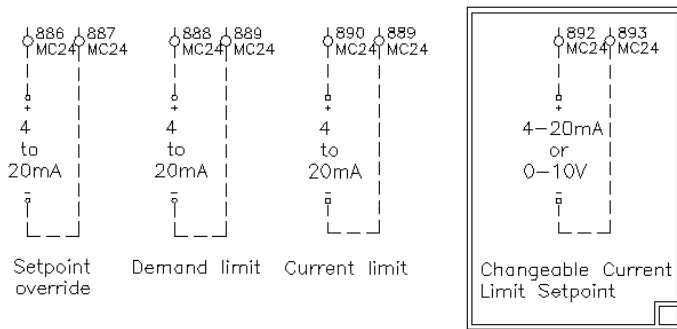 886 887
MC24 MC24
+
4
to
20mA
−
Setpoint
override
888 889
MC24 MC24
+
4
to
20mA
−
Demand limit
890 889
MC24 MC24
+
4
to
20mA
−
Current limit
892 893
MC24 MC24
+
4−20mA
or
0−10V
−
Changeable Current
Limit Setpoint